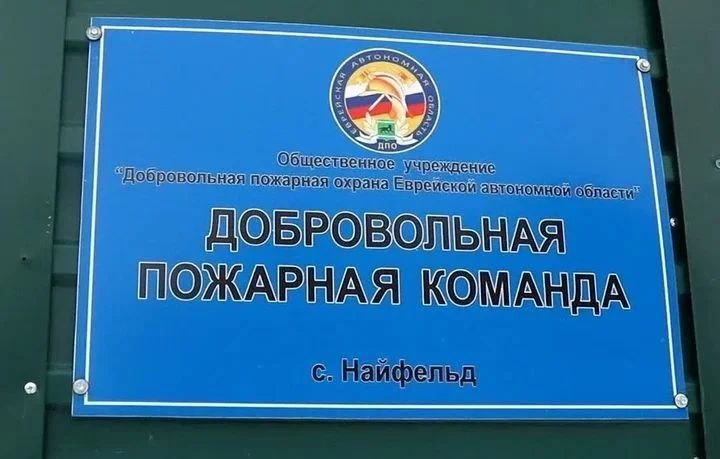 ЕВРЕЙСКАЯ АВТОНОМНАЯ ОБЛАСТЬ
ДПО
Общественное учреждение
"Добровольная пожарная охрана Еврейской автономной области"
ДОБРОВОЛЬНАЯ
ПОЖАРНАЯ КОМАНДА
с. Найфельд